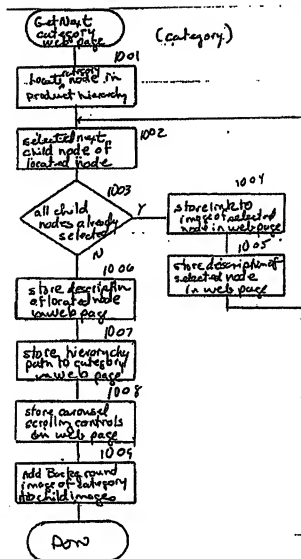 Get Next
category
web page
(category)
1001
Locate category node in
product hierarchy
1002
selected next
child node of
located node
1003
all child
nodes already
selected
Y
N
1004
store link to
image of selected
node in web page
1005
store description of
selected node
in web page
1006
store description
of located node
in web page
1007
store hierarchy
path to category
in web page
1008
store carousel
scrolling controls
on web page
1009
Add Background
image of category
to child images
Done